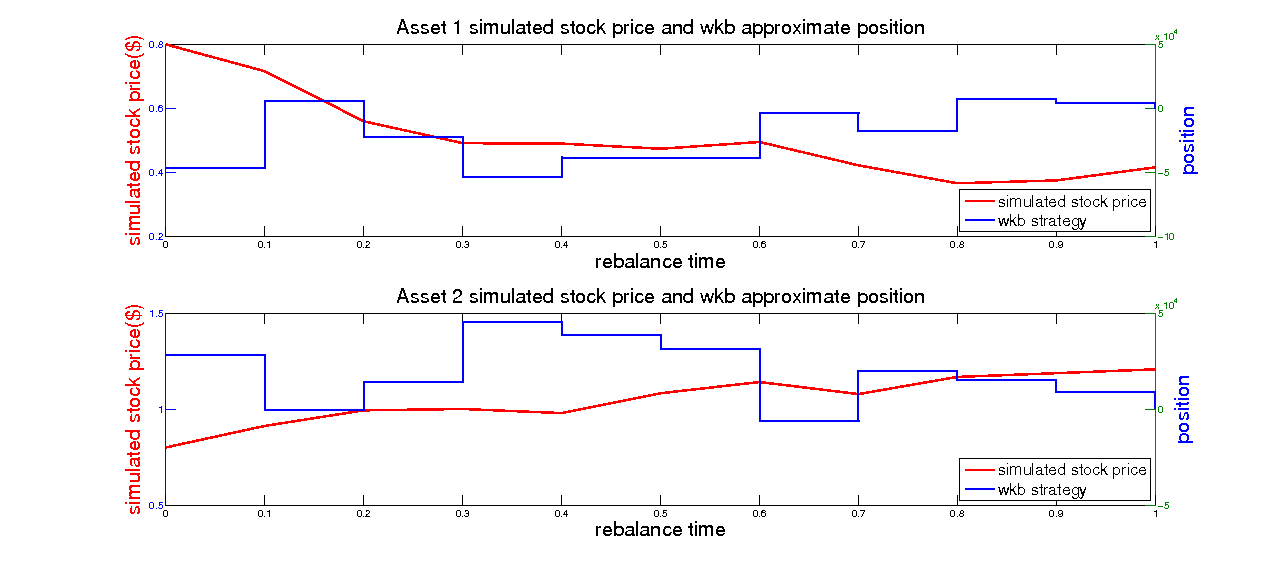 Asset 1 simulated stock price and wkb approximate position
x 10^4
simulated stock price($)
0.8
0.6
0.4
0.2
5
0
-5
-10
position
simulated stock price
wkb strategy
0 0.1 0.2 0.3 0.4 0.5 0.6 0.7 0.8 0.9 1
rebalance time
Asset 2 simulated stock price and wkb approximate position
x 10^4
simulated stock price($)
1.5
1
0.5
5
0
-5
position
simulated stock price
wkb strategy
0 0.1 0.2 0.3 0.4 0.5 0.6 0.7 0.8 0.9 1
rebalance time